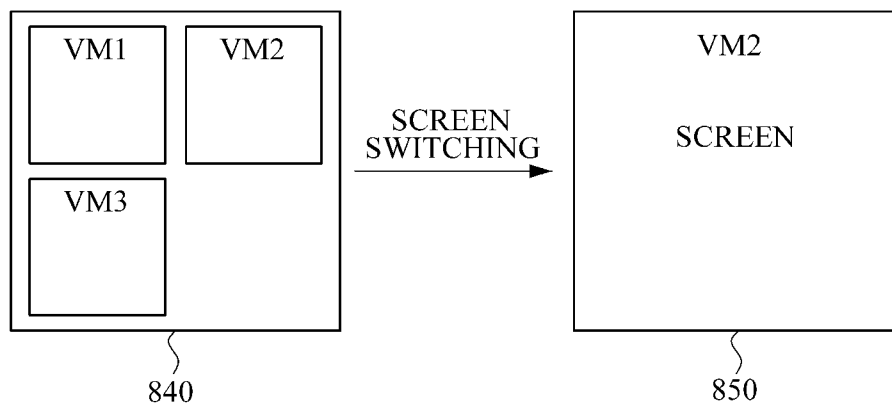 VM1
VM2
VM3
SCREEN
SWITCHING
VM2
SCREEN
840
850